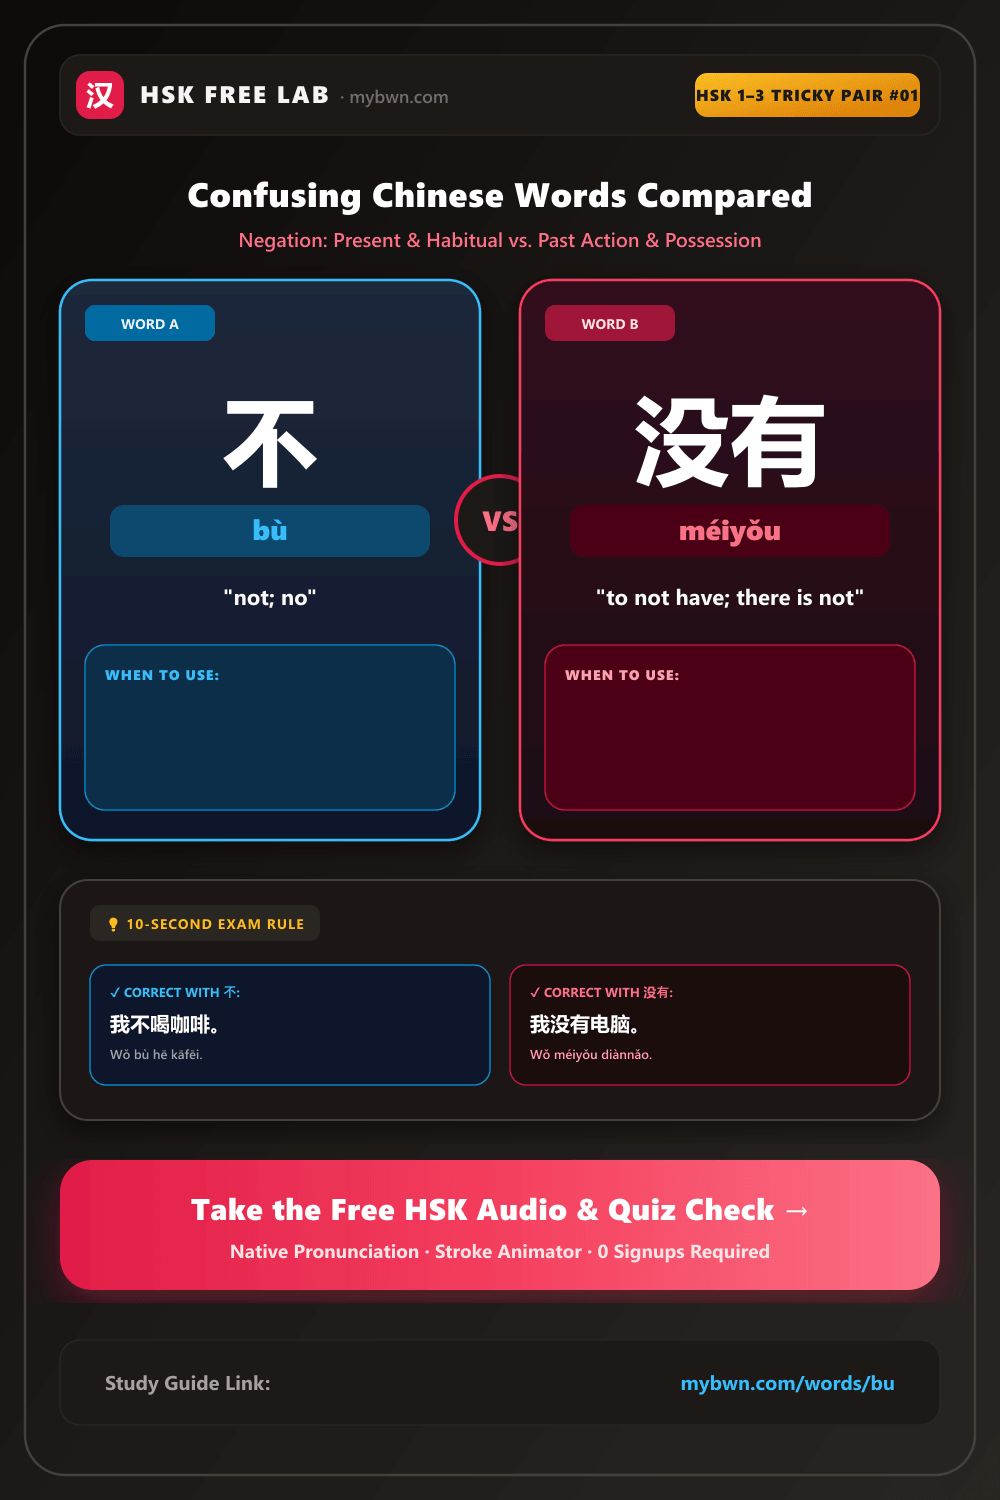 汉 HSK FREE LAB · mybwn.com
HSK 1–3 TRICKY PAIR #01
Confusing Chinese Words Compared
Negation: Present & Habitual vs. Past Action & Possession
WORD A
不
bù
"not; no"
WHEN TO USE:
VS
WORD B
没有
méiyǒu
"to not have; there is not"
WHEN TO USE:
10-SECOND EXAM RULE
✓ CORRECT WITH 不:
我不喝咖啡。
Wǒ bù hē kāfēi.
✓ CORRECT WITH 没有:
我没有电脑。
Wǒ méiyǒu diànnǎo.
Take the Free HSK Audio & Quiz Check →
Native Pronunciation · Stroke Animator · 0 Signups Required
Study Guide Link:
mybwn.com/words/bu